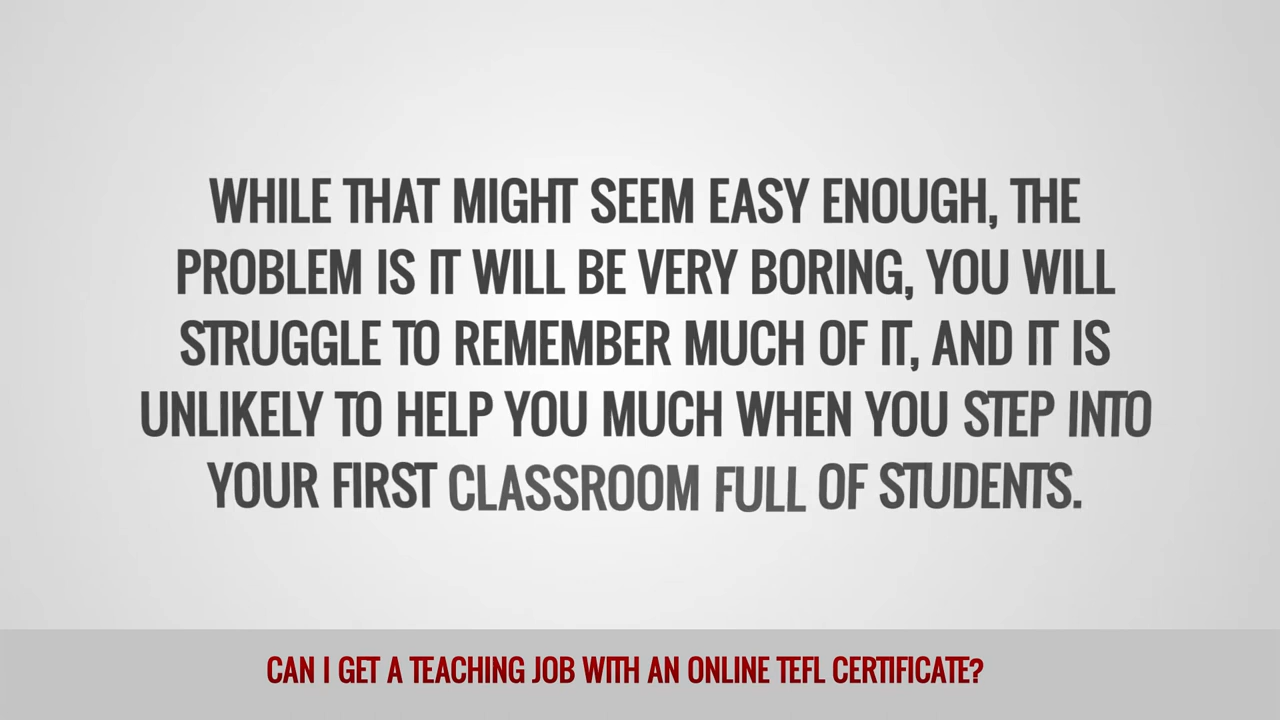 WHILE THAT MIGHT SEEM EASY ENOUGH, THE
PROBLEM IS IT WILL BE VERY BORING, YOU WILL
STRUGGLE TO REMEMBER MUCH OF IT, AND IT IS
UNLIKELY TO HELP YOU MUCH WHEN YOU STEP INTO
YOUR FIRST CLASSROOM FULL OF STUDENTS.
CAN I GET A TEACHING JOB WITH AN ONLINE TEFL CERTIFICATE?